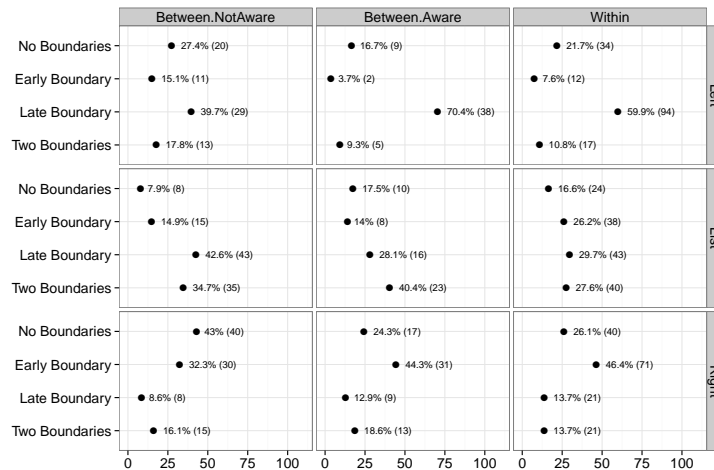 Between.NotAware Between.Aware Within
No Boundaries 27.4% (20) 16.7% (9) 21.7% (34)
Early Boundary 15.1% (11) 3.7% (2) 7.6% (12)
Late Boundary 39.7% (29) 70.4% (38) 59.9% (94)
Two Boundaries 17.8% (13) 9.3% (5) 10.8% (17)
Left
No Boundaries 7.9% (8) 17.5% (10) 16.6% (24)
Early Boundary 14.9% (15) 14% (8) 26.2% (38)
Late Boundary 42.6% (43) 28.1% (16) 29.7% (43)
Two Boundaries 34.7% (35) 40.4% (23) 27.6% (40)
List
No Boundaries 43% (40) 24.3% (17) 26.1% (40)
Early Boundary 32.3% (30) 44.3% (31) 46.4% (71)
Late Boundary 8.6% (8) 12.9% (9) 13.7% (21)
Two Boundaries 16.1% (15) 18.6% (13) 13.7% (21)
Right
0 25 50 75 100 0 25 50 75 100 0 25 50 75 100